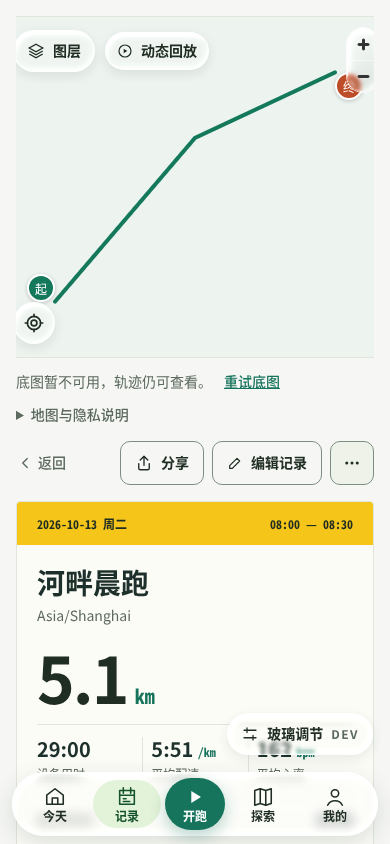 图层
动态回放
终
起
底图暂不可用，轨迹仍可查看。 重试底图
地图与隐私说明
返回
分享
编辑记录
2026-10-13 周二
08:00 — 08:30
河畔晨跑
Asia/Shanghai
5.1 km
玻璃调节 DEV
29:00
5:51 /km
今天
记录
开跑
探索
我的